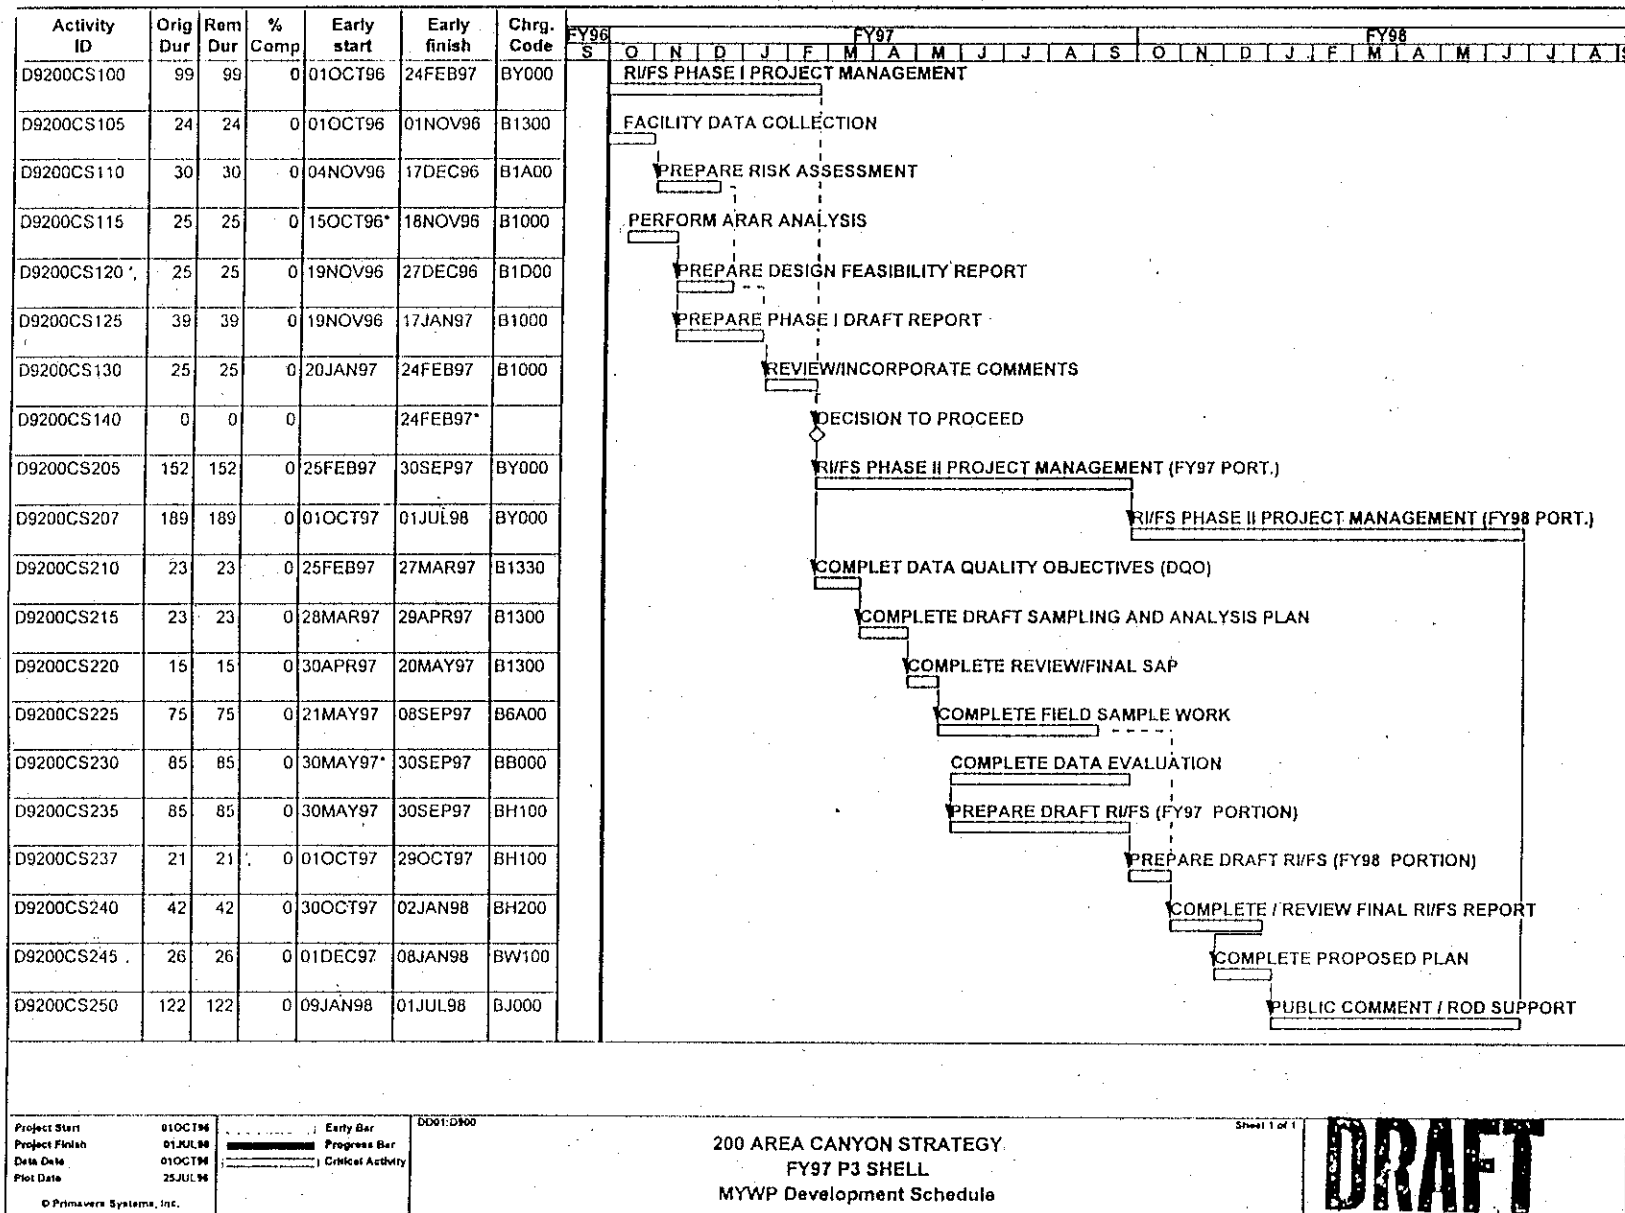 Activity ID Orig Dur Rem Dur % Comp Early start Early finish Chrg. Code
FY96 FY97 FY98
S O N D J F M A M J J A S O N D J F M A M J J A S
D9200CS100 99 99 0 01OCT96 24FEB97 BY000 RI/FS PHASE I PROJECT MANAGEMENT
D9200CS105 24 24 0 01OCT96 01NOV96 B1300 FACILITY DATA COLLECTION
D9200CS110 30 30 0 04NOV96 17DEC96 B1A00 PREPARE RISK ASSESSMENT
D9200CS115 25 25 0 15OCT96* 18NOV96 B1000 PERFORM ARAR ANALYSIS
D9200CS120 25 25 0 19NOV96 27DEC96 B1D00 PREPARE DESIGN FEASIBILITY REPORT
D9200CS125 39 39 0 19NOV96 17JAN97 B1000 PREPARE PHASE I DRAFT REPORT
D9200CS130 25 25 0 20JAN97 24FEB97 B1000 REVIEW/INCORPORATE COMMENTS
D9200CS140 0 0 0 24FEB97* DECISION TO PROCEED
D9200CS205 152 152 0 25FEB97 30SEP97 BY000 RI/FS PHASE II PROJECT MANAGEMENT (FY97 PORT.)
D9200CS207 189 189 0 01OCT97 01JUL98 BY000 RI/FS PHASE II PROJECT MANAGEMENT (FY98 PORT.)
D9200CS210 23 23 0 25FEB97 27MAR97 B1330 COMPLET DATA QUALITY OBJECTIVES (DQO)
D9200CS215 23 23 0 28MAR97 29APR97 B1300 COMPLETE DRAFT SAMPLING AND ANALYSIS PLAN
D9200CS220 15 15 0 30APR97 20MAY97 B1300 COMPLETE REVIEW/FINAL SAP
D9200CS225 75 75 0 21MAY97 08SEP97 B6A00 COMPLETE FIELD SAMPLE WORK
D9200CS230 85 85 0 30MAY97* 30SEP97 BB000 COMPLETE DATA EVALUATION
D9200CS235 85 85 0 30MAY97 30SEP97 BH100 PREPARE DRAFT RI/FS (FY97 PORTION)
D9200CS237 21 21 0 01OCT97 29OCT97 BH100 PREPARE DRAFT RI/FS (FY98 PORTION)
D9200CS240 42 42 0 30OCT97 02JAN98 BH200 COMPLETE / REVIEW FINAL RI/FS REPORT
D9200CS245 26 26 0 01DEC97 08JAN98 BW100 COMPLETE PROPOSED PLAN
D9200CS250 122 122 0 09JAN98 01JUL98 BJ000 PUBLIC COMMENT / ROD SUPPORT
Project Start 01OCT96
Project Finish 01JUL98
Data Date 01OCT96
Plot Date 25JUL96
© Primavera Systems, Inc.
Early Bar
Progress Bar
Critical Activity
DD01:D900
200 AREA CANYON STRATEGY
FY97 P3 SHELL
MYWP Development Schedule
Sheet 1 of 1
DRAFT